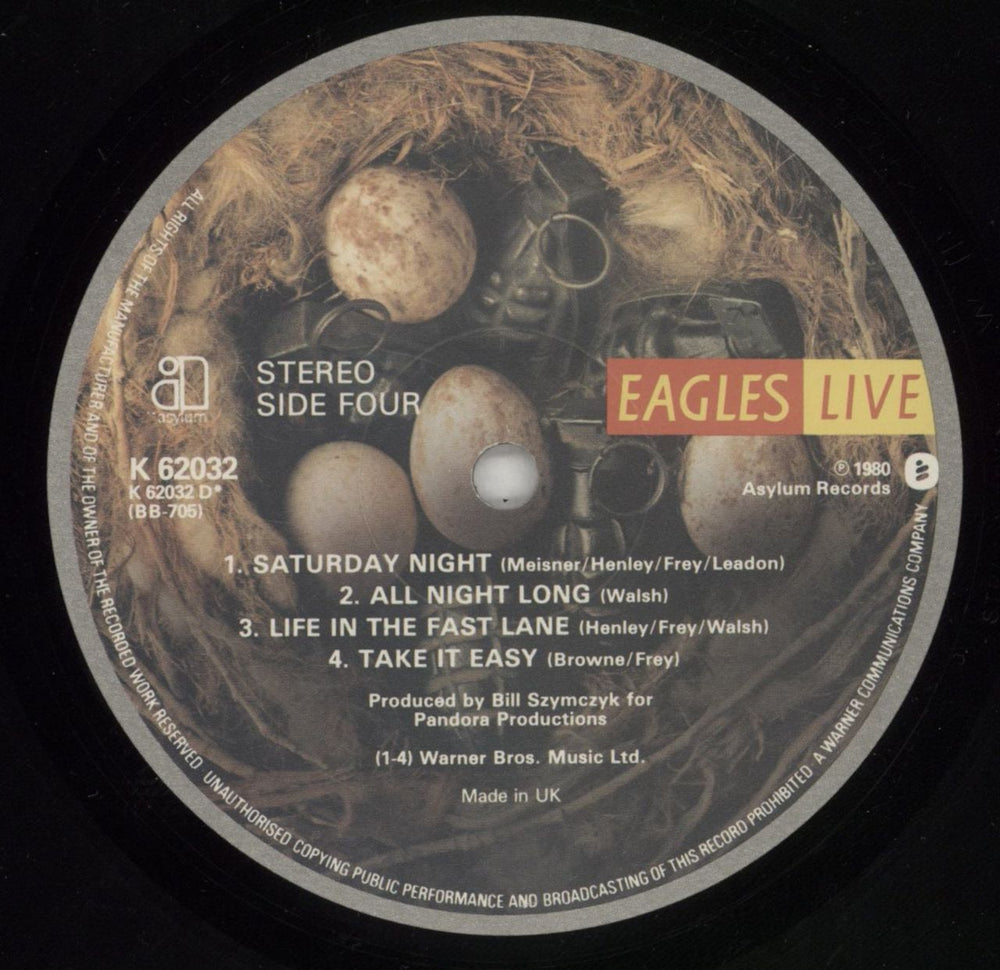 asylum
STEREO
SIDE FOUR
EAGLES LIVE
K 62032
K 62032 D*
(BB-705)
℗ 1980
Asylum Records
1. SATURDAY NIGHT (Meisner/Henley/Frey/Leadon)
2. ALL NIGHT LONG (Walsh)
3. LIFE IN THE FAST LANE (Henley/Frey/Walsh)
4. TAKE IT EASY (Browne/Frey)
Produced by Bill Szymczyk for
Pandora Productions
(1-4) Warner Bros. Music Ltd.
Made in UK
ALL RIGHTS OF THE MANUFACTURER AND OF THE OWNER OF THE RECORDED WORK RESERVED UNAUTHORISED COPYING PUBLIC PERFORMANCE AND BROADCASTING OF THIS RECORD PROHIBITED A WARNER COMMUNICATIONS COMPANY